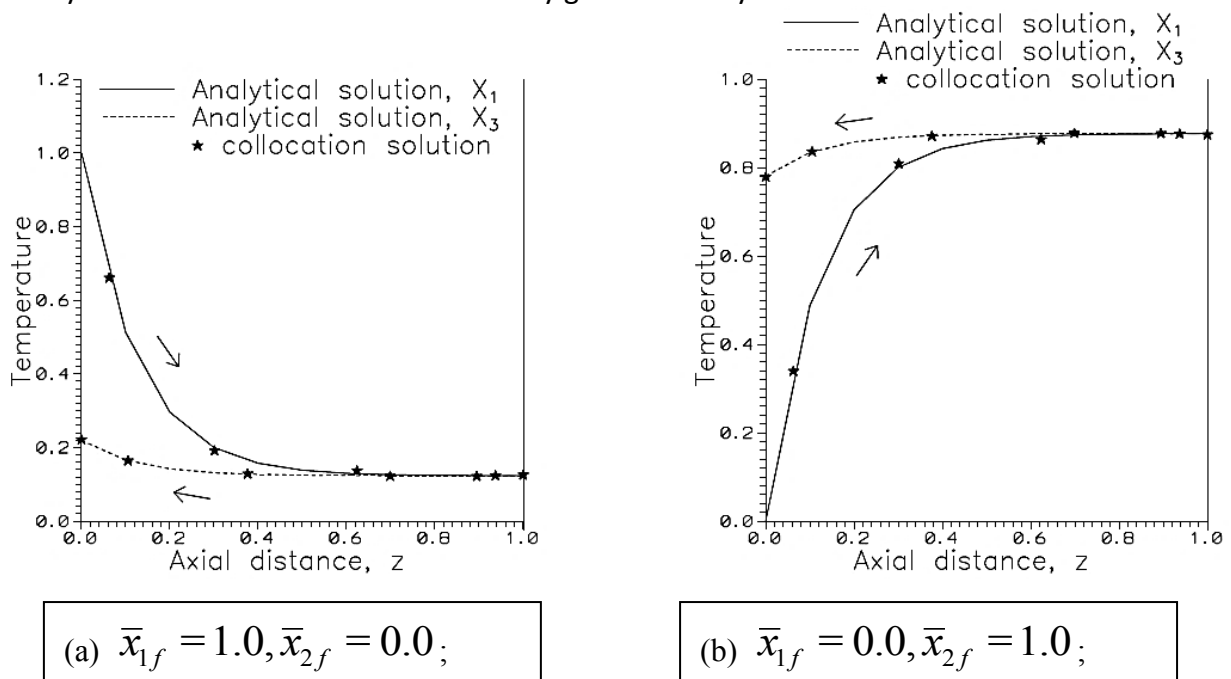 Analytical solution, X₁
Analytical solution, X₃
★ collocation solution
1.2
1.0
0.8
0.6
0.4
0.2
0.0
Temperature
0.0 0.2 0.4 0.6 0.8 1.0
Axial distance, z
(a) x̄₁f = 1.0, x̄₂f = 0.0 ;
Analytical solution, X₁
Analytical solution, X₃
★ collocation solution
1.0
0.8
0.6
0.4
0.2
0.0
Temperature
0.0 0.2 0.4 0.6 0.8 1.0
Axial distance, z
(b) x̄₁f = 0.0, x̄₂f = 1.0 ;